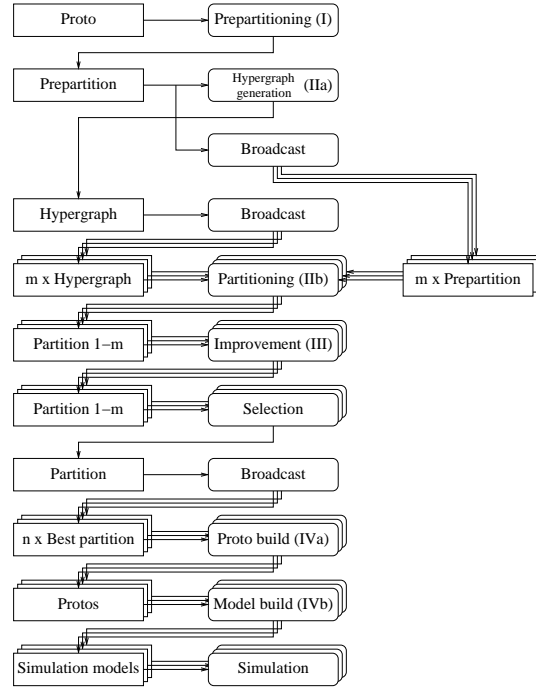 Proto
Prepartitioning (I)
Prepartition
Hypergraph
generation
(IIa)
Broadcast
Hypergraph
Broadcast
m x Hypergraph
Partitioning (IIb)
m x Prepartition
Partition 1−m
Improvement (III)
Partition 1−m
Selection
Partition
Broadcast
n x Best partition
Proto build (IVa)
Protos
Model build (IVb)
Simulation models
Simulation